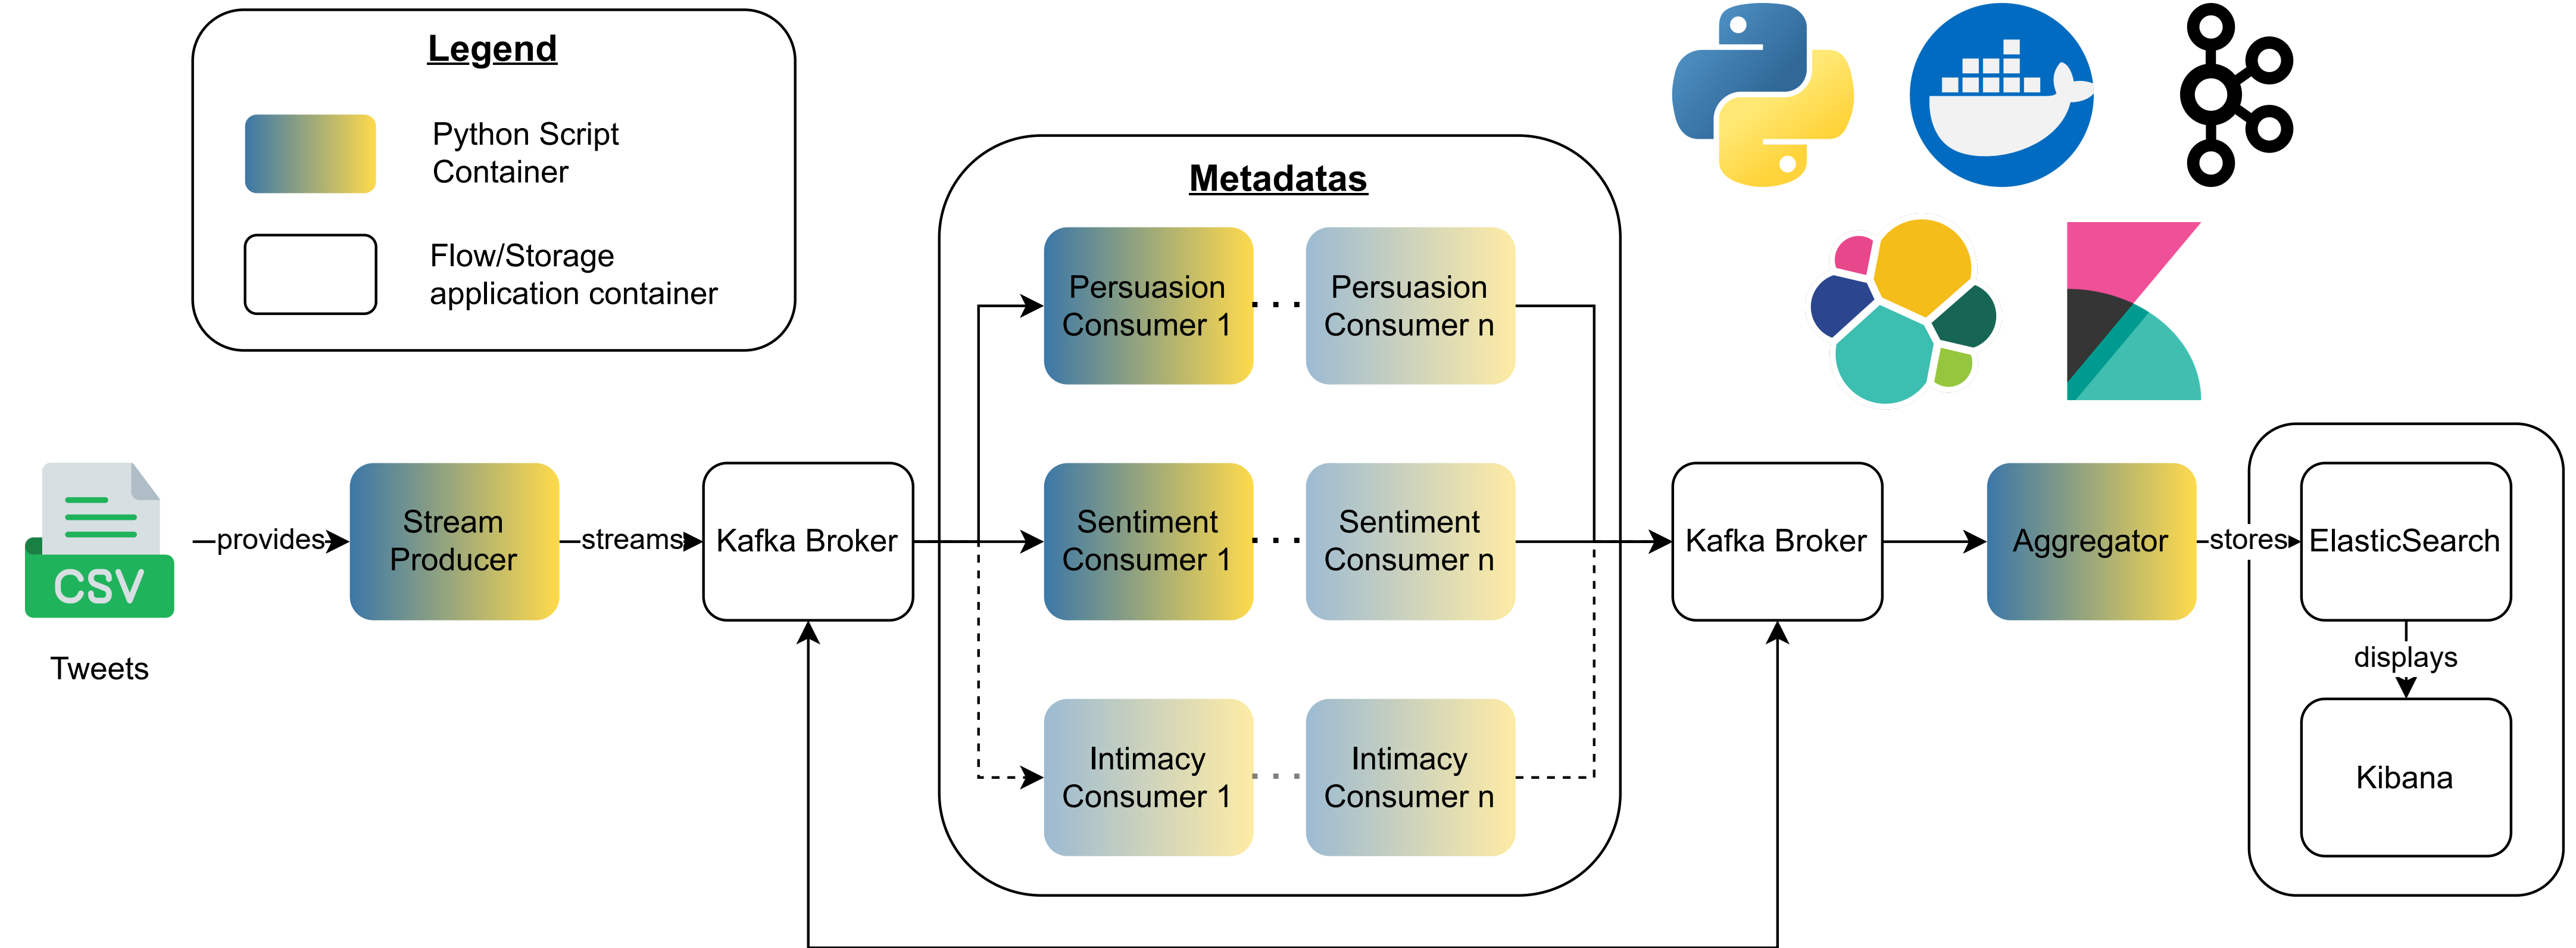 Legend
Python Script
Container
Flow/Storage
application container
Metadatas
Persuasion
Consumer 1
Persuasion
Consumer n
CSV
Tweets
provides
Stream
Producer
streams
Kafka Broker
Sentiment
Consumer 1
Sentiment
Consumer n
Kafka Broker
Aggregator
stores
ElasticSearch
displays
Kibana
Intimacy
Consumer 1
Intimacy
Consumer n